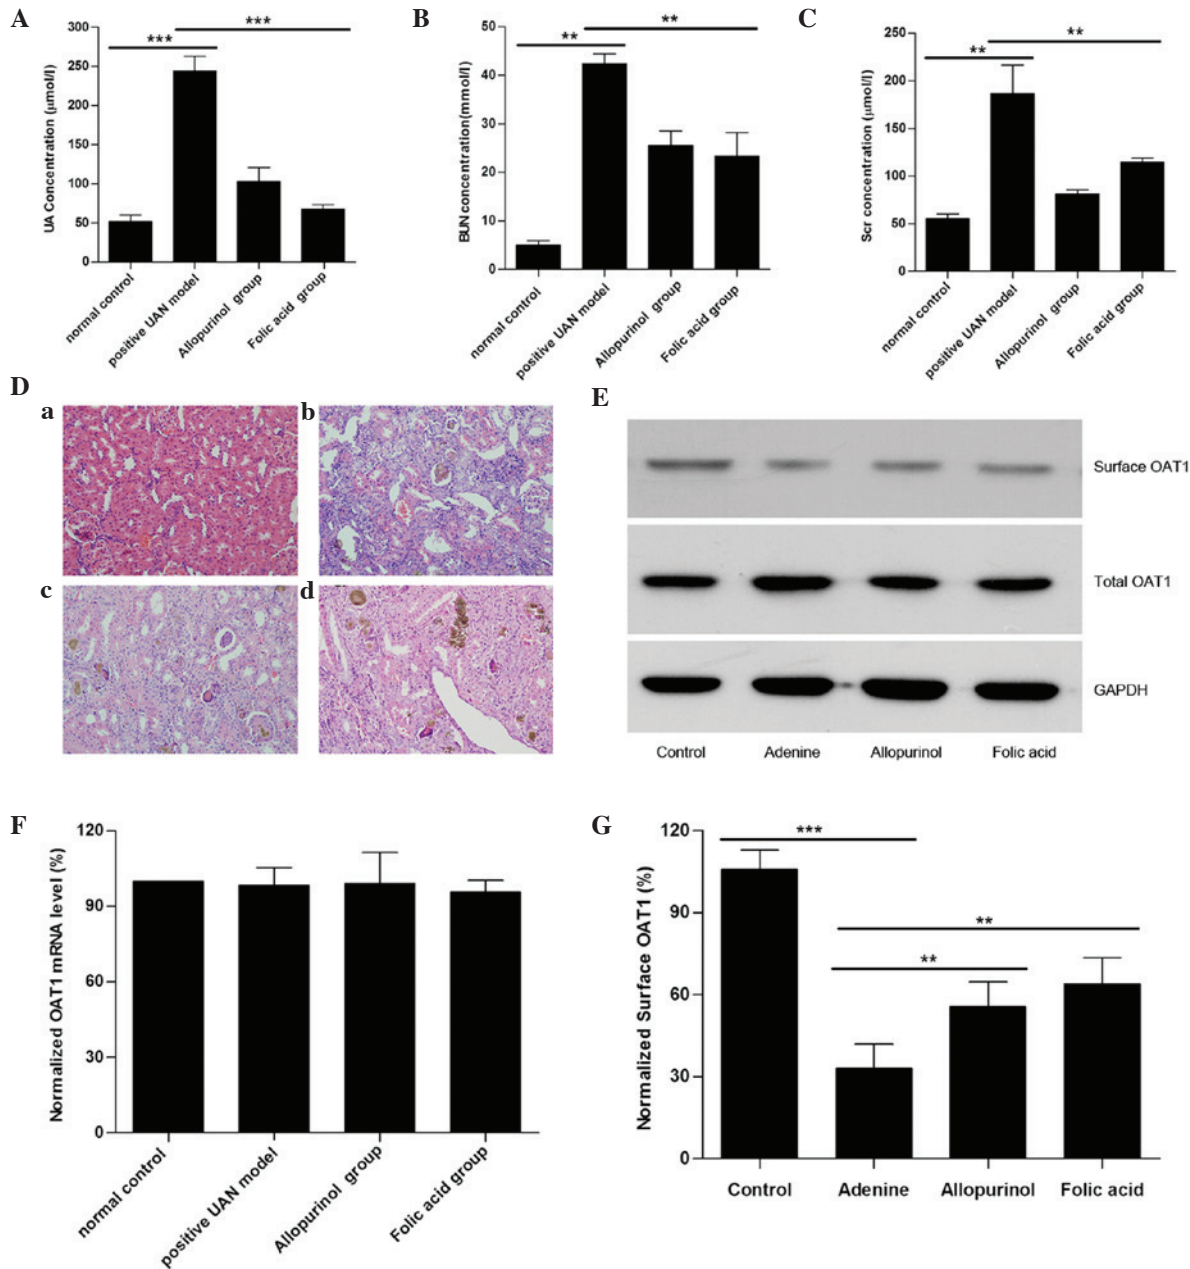 A
UA Concentration (μmol/l)
300
250
200
150
100
50
0
***
***
normal control
positive UAN model
Allopurinol group
Folic acid group
B
BUN concentration(mmol/l)
50
40
30
20
10
0
**
**
normal control
positive UAN model
Allopurinol group
Folic acid group
C
Scr concentration (μmol/l)
250
200
150
100
50
0
**
**
normal control
positive UAN model
Allopurinol group
Folic acid group
D
a
b
c
d
E
Surface OAT1
Total OAT1
GAPDH
Control Adenine Allopurinol Folic acid
F
Normalized OAT1 mRNA level (%)
120
90
60
30
0
normal control
positive UAN model
Allopurinol group
Folic acid group
G
Normalized Surface OAT1 (%)
120
90
60
30
0
***
**
**
Control Adenine Allopurinol Folic acid